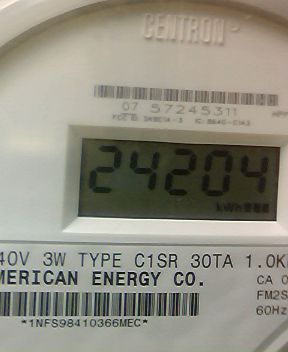 CENTRON
07 57245311
24204
kWh
40V 3W TYPE C1SR 30TA 1.0K
MERICAN ENERGY CO.
CA 0
FM2S
60Hz
*1NFS98410366MEC*